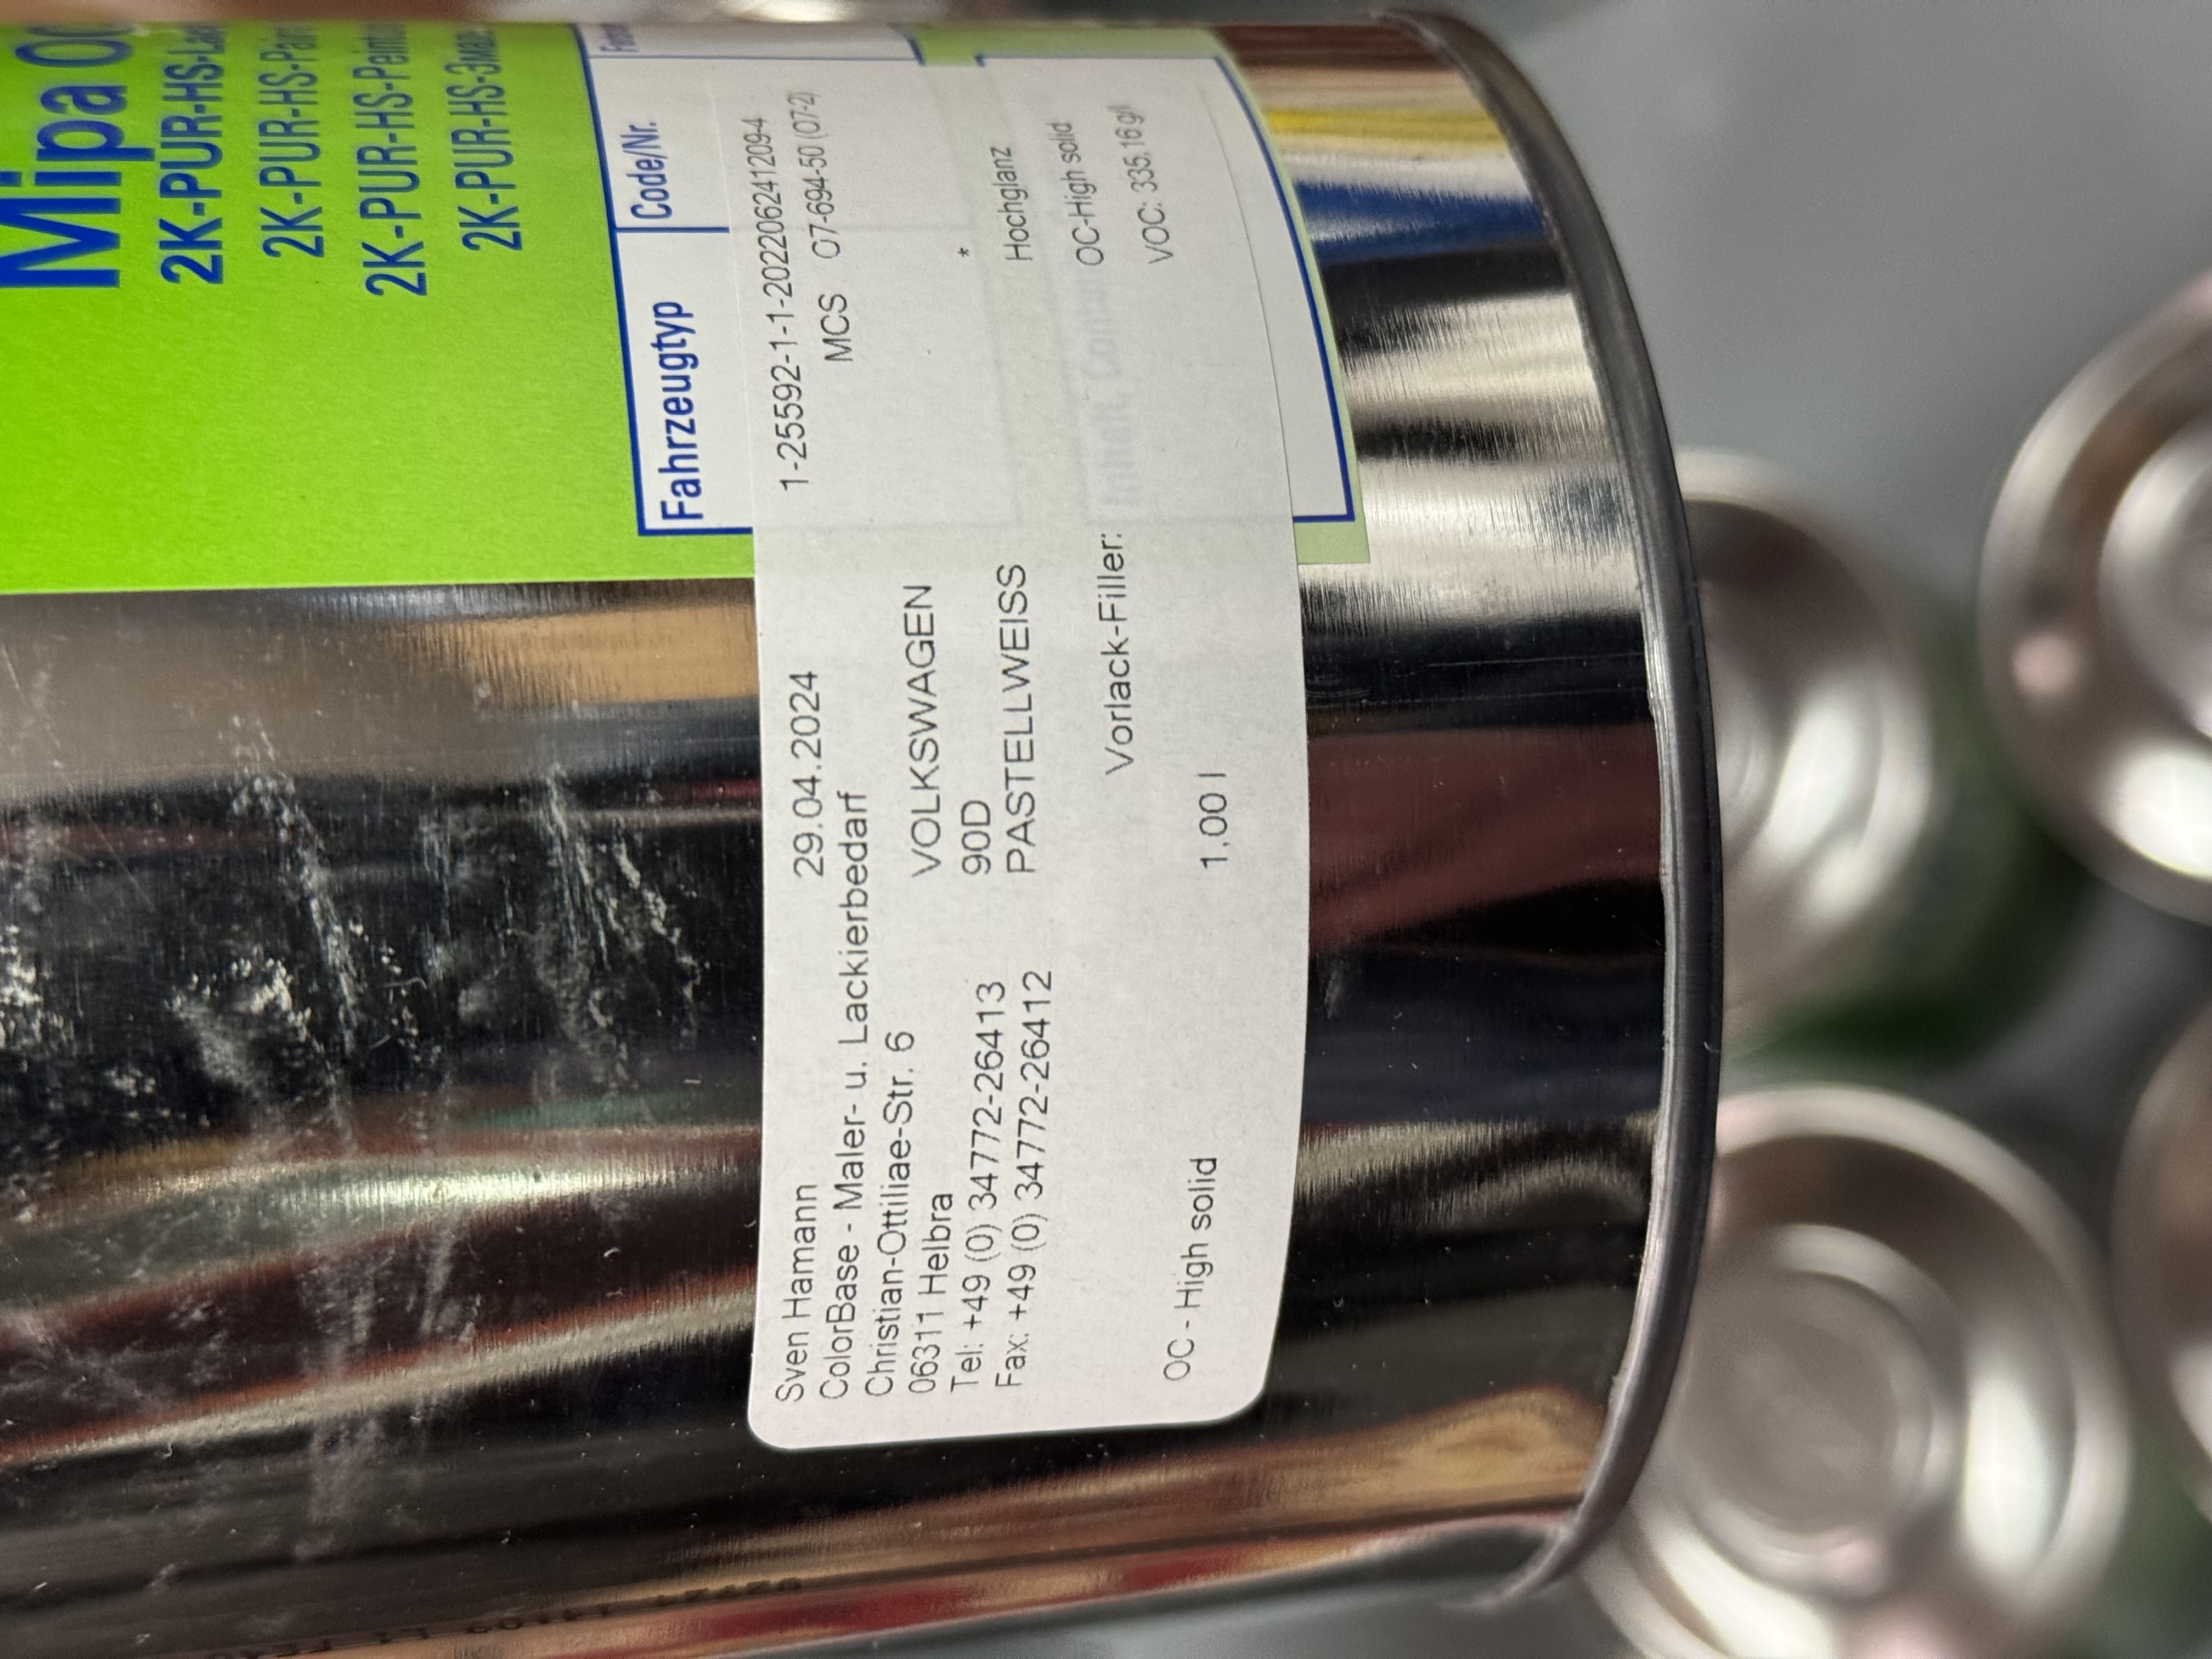 Mipa
2K-PUR-HS-
2K-PUR-HS-
2K-PUR-HS-
2K-PUR-HS-
Fahrzeugtyp Code/Nr.
Sven Hamann 29.04.2024 1-25592-1-1-1-20220624120​9-4
ColorBase - Maler- u. Lackierbedarf MCS 07-694-50 (07-2)
Christian-Ottiliae-Str. 6
06311 Helbra VOLKSWAGEN
Tel: +49 (0) 34772-26413 90D *
Fax: +49 (0) 34772-26412 PASTELLWEISS Hochglanz
Vorlack-Filler: OC-High solid
VOC: 335.16 g/l
OC - High solid 1,00 l